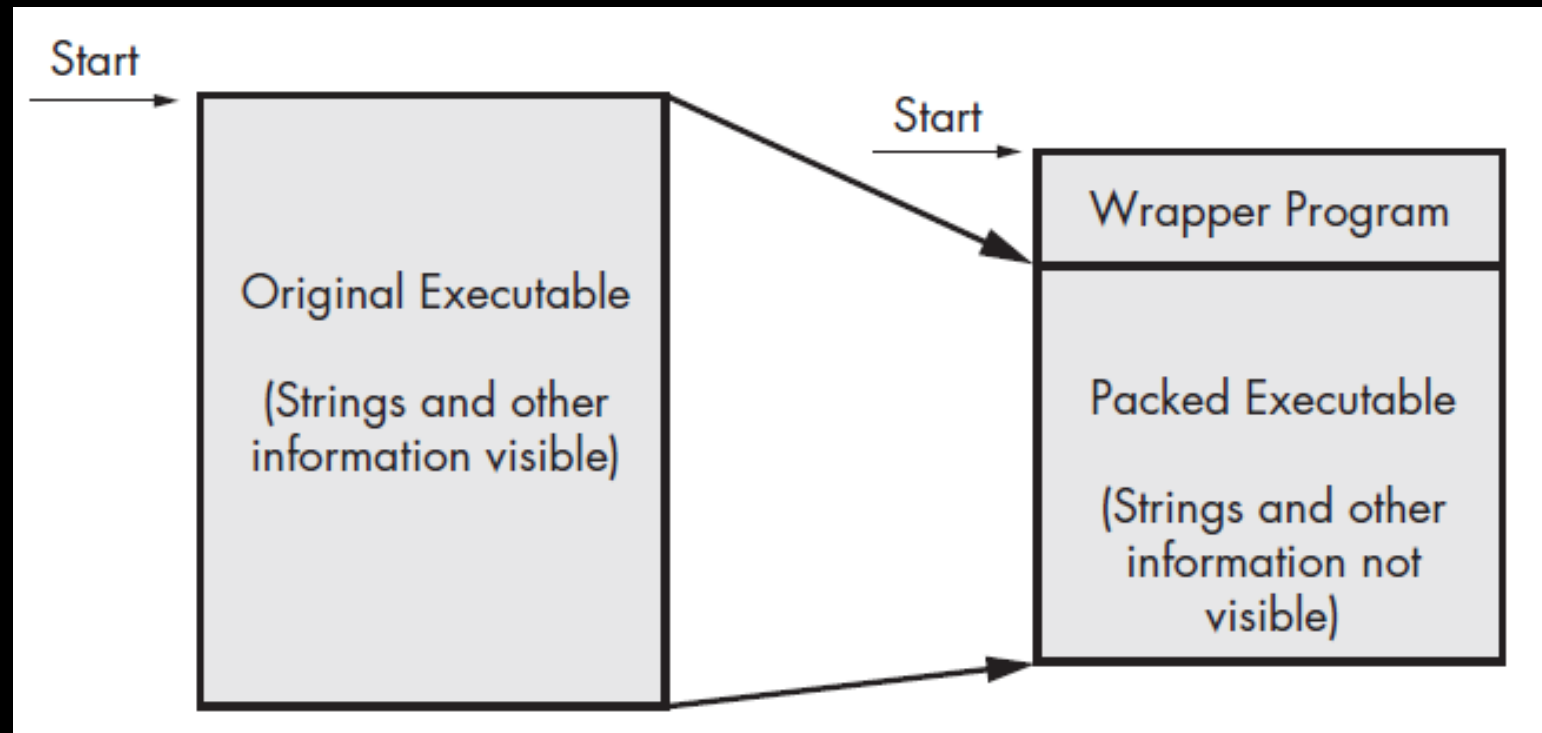 Start
Original Executable
(Strings and other
information visible)
Start
Wrapper Program
Packed Executable
(Strings and other
information not
visible)